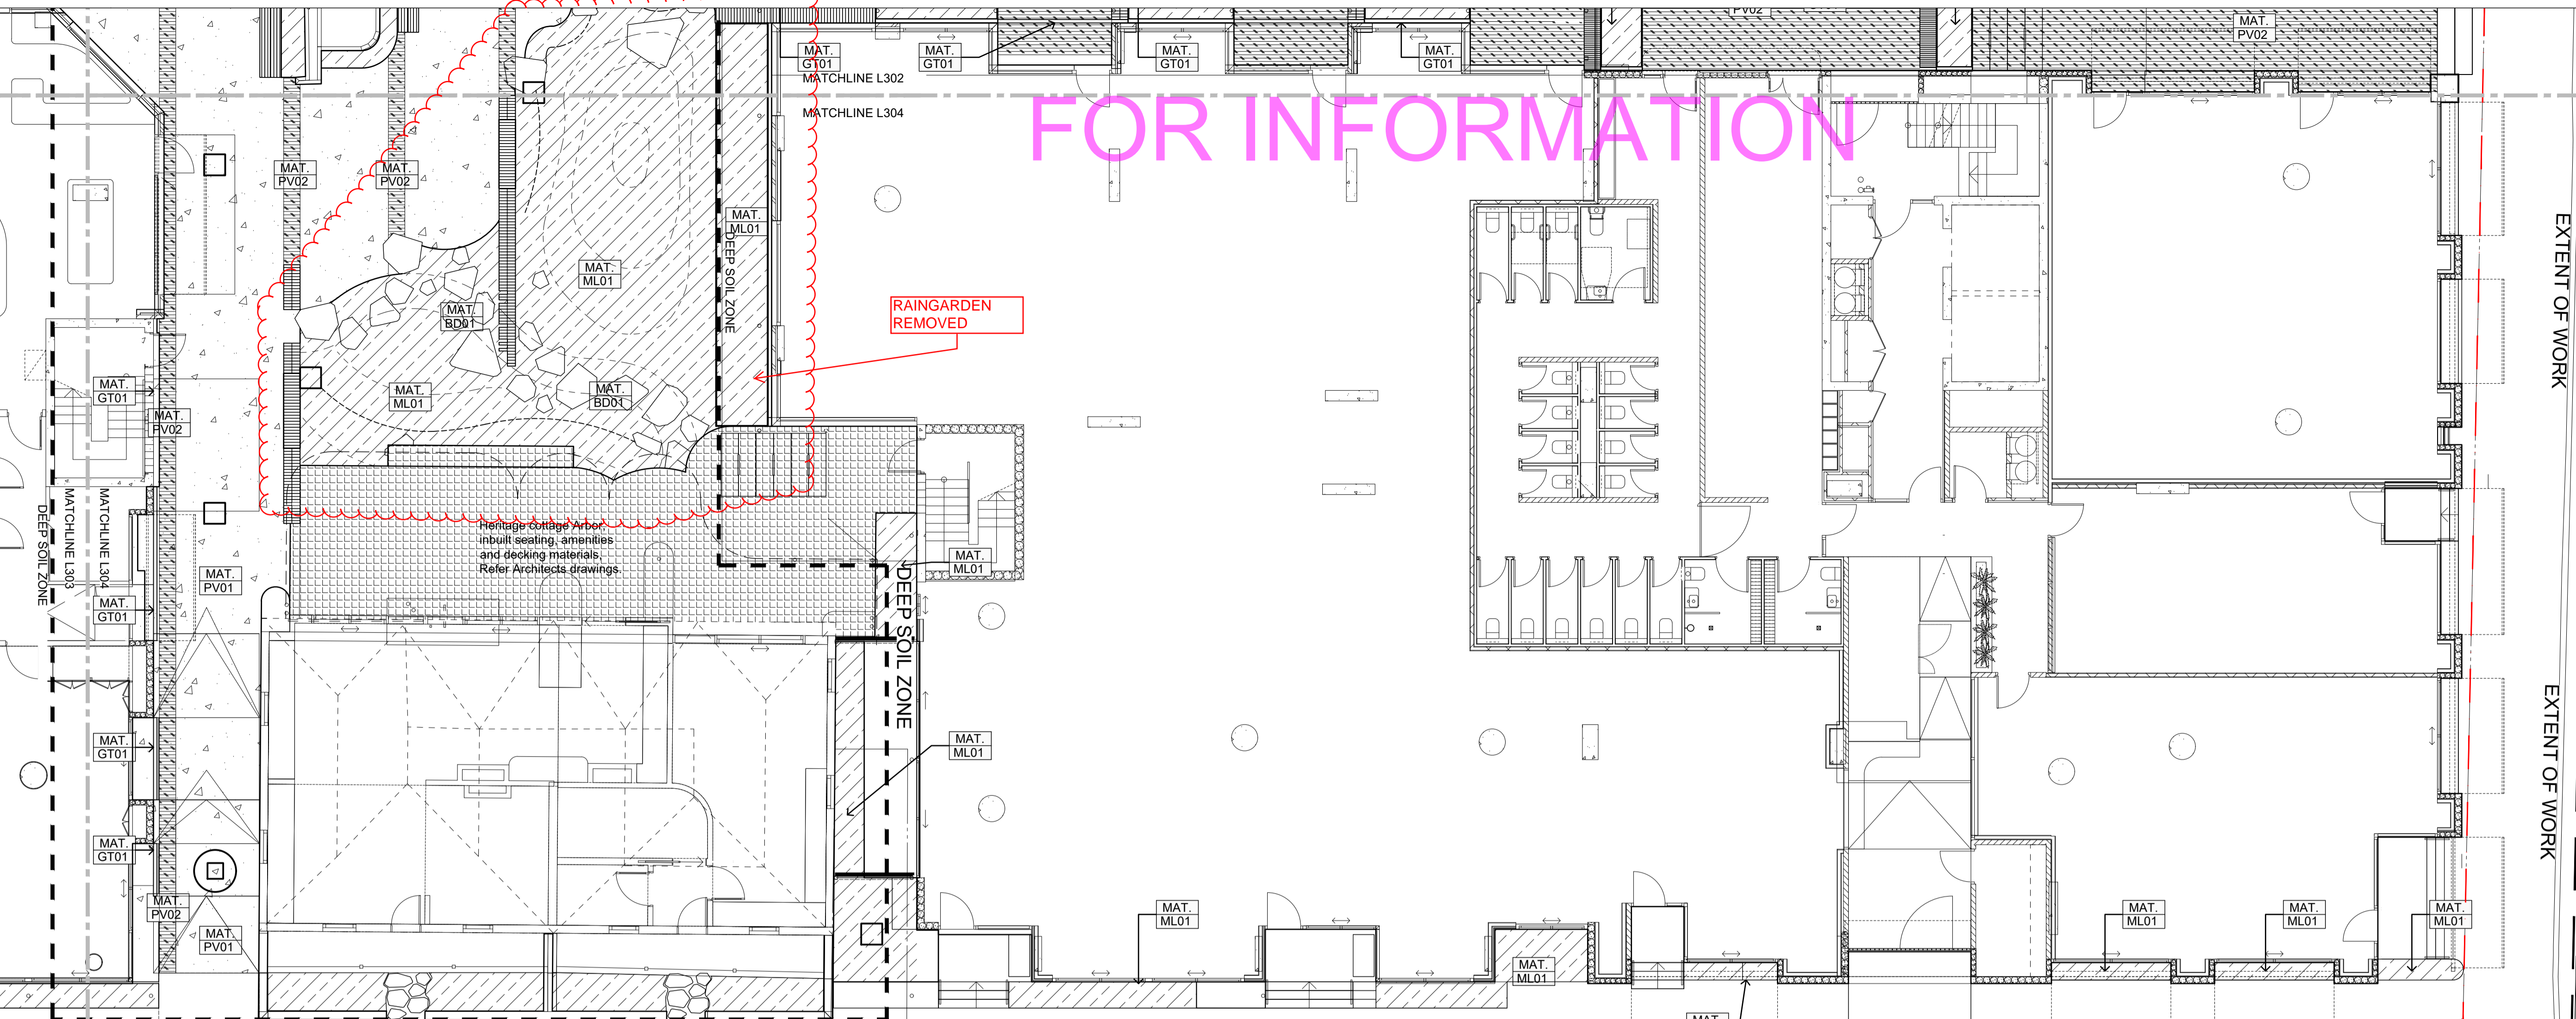 PV02
MAT.
PV02
MAT.
GT01
MAT.
GT01
MAT.
GT01
MAT.
GT01
MATCHLINE L302
MATCHLINE L304
FOR INFORMATION
MAT.
PV02
MAT.
PV02
MAT.
ML01
DEEP SOIL ZONE
MAT.
ML01
MAT.
BD01
RAINGARDEN
REMOVED
EXTENT OF WORK
MAT.
GT01
MAT.
PV02
MAT.
ML01
MAT.
BD01
DEEP SOIL ZONE
MATCHLINE L303
MATCHLINE L304
Heritage cottage Arbor,
inbuilt seating, amenities
and decking materials,
Refer Architects drawings.
MAT.
ML01
MAT.
PV01
MAT.
GT01
DEEP SOIL ZONE
MAT.
GT01
MAT.
ML01
EXTENT OF WORK
MAT.
GT01
MAT.
PV02
MAT.
PV01
MAT.
ML01
MAT.
ML01
MAT.
ML01
MAT.
ML01
MAT.
ML01
MAT.